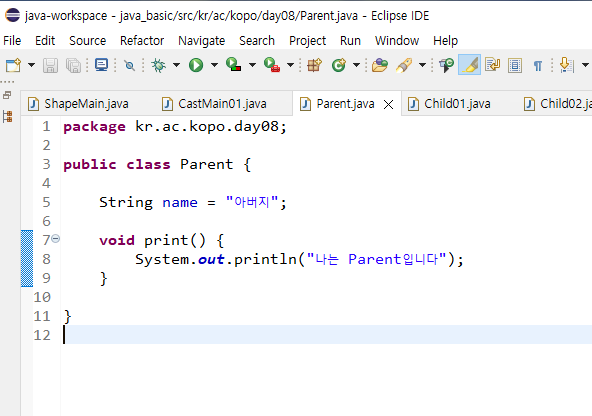 java-workspace - java_basic/src/kr/ac/kopo/day08/Parent.java - Eclipse IDE
File Edit Source Refactor Navigate Search Project Run Window Help
ShapeMain.java CastMain01.java Parent.java Child01.java Child02.j
1 package kr.ac.kopo.day08;
2
3 public class Parent {
4
5 String name = "아버지";
6
7 void print() {
8 System.out.println("나는 Parent입니다");
9 }
10
11 }
12